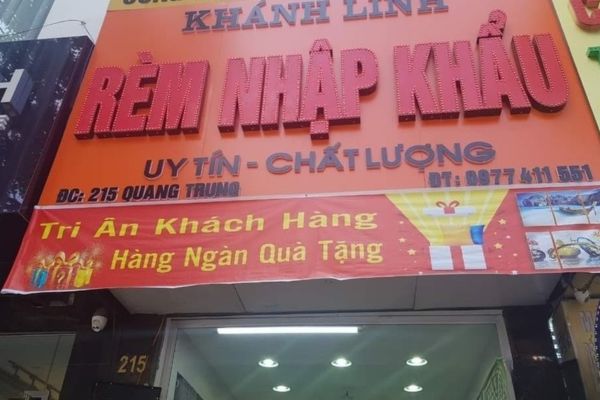 KHÁNH LINH
RÈM NHẬP KHẨU
UY TÍN - CHẤT LƯỢNG
ĐC: 215 QUANG TRUNG
ĐT: 0977 411 551
Tri Ân Khách Hàng
Hàng Ngàn Quà Tặng
215